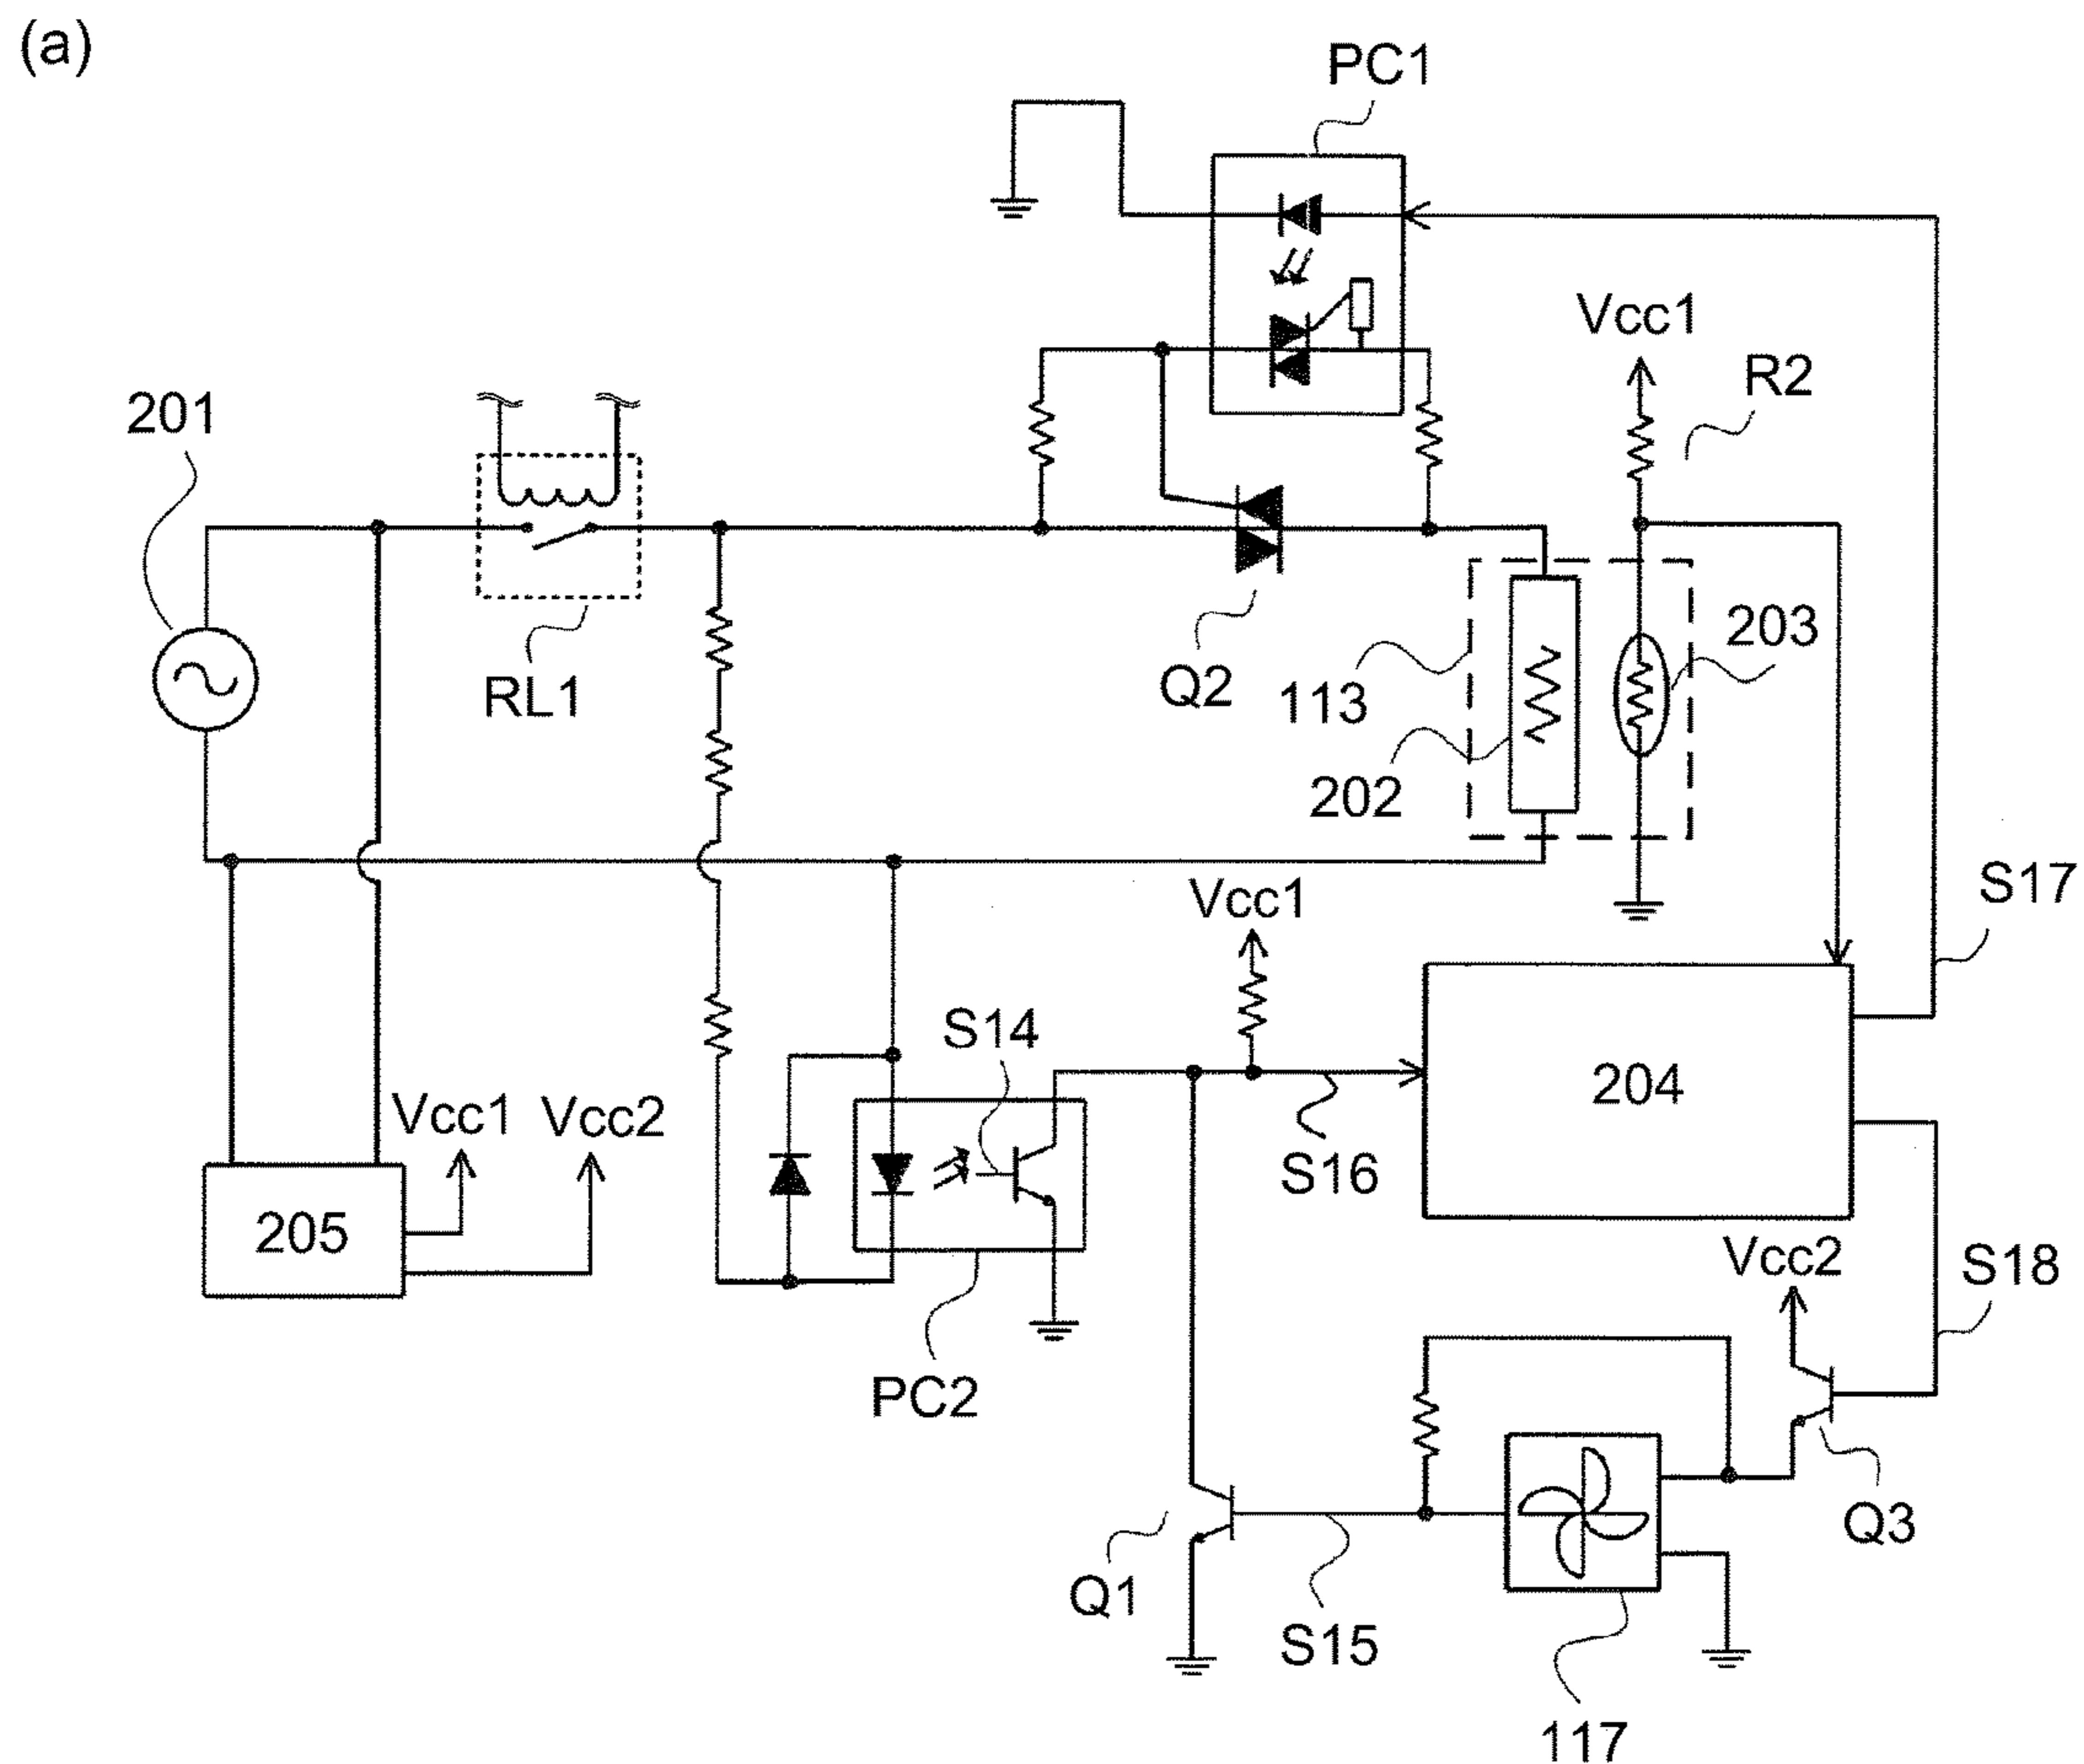 (a)
PC1
Vcc1
R2
201
RL1
Q2
113
203
202
Vcc1
S17
S14
204
Vcc1
Vcc2
205
S16
Vcc2
S18
PC2
Q3
Q1
S15
117